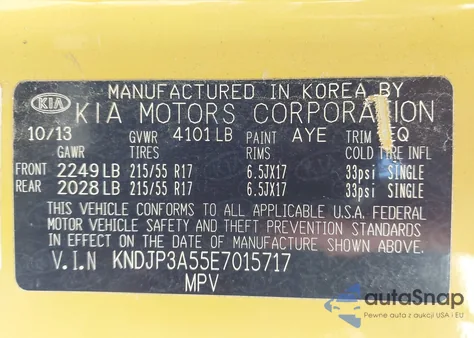 MANUFACTURED IN KOREA BY
KIA KIA MOTORS CORPORATION
10/13 GVWR 4101LB PAINT AYE TRIM EQ
GAWR TIRES RIMS COLD TIRE INFL
FRONT 2249LB 215/55 R17 6.5JX17 33psi SINGLE
REAR 2028LB 215/55 R17 6.5JX17 33psi SINGLE
THIS VEHICLE CONFORMS TO ALL APPLICABLE U.S.A. FEDERAL
MOTOR VEHICLE SAFETY AND THEFT PREVENTION STANDARDS
IN EFFECT ON THE DATE OF MANUFACTURE SHOWN ABOVE.
V.I.N KNDJP3A55E7015717
MPV
autoSnap
Pewne auta z aukcji USA i EU